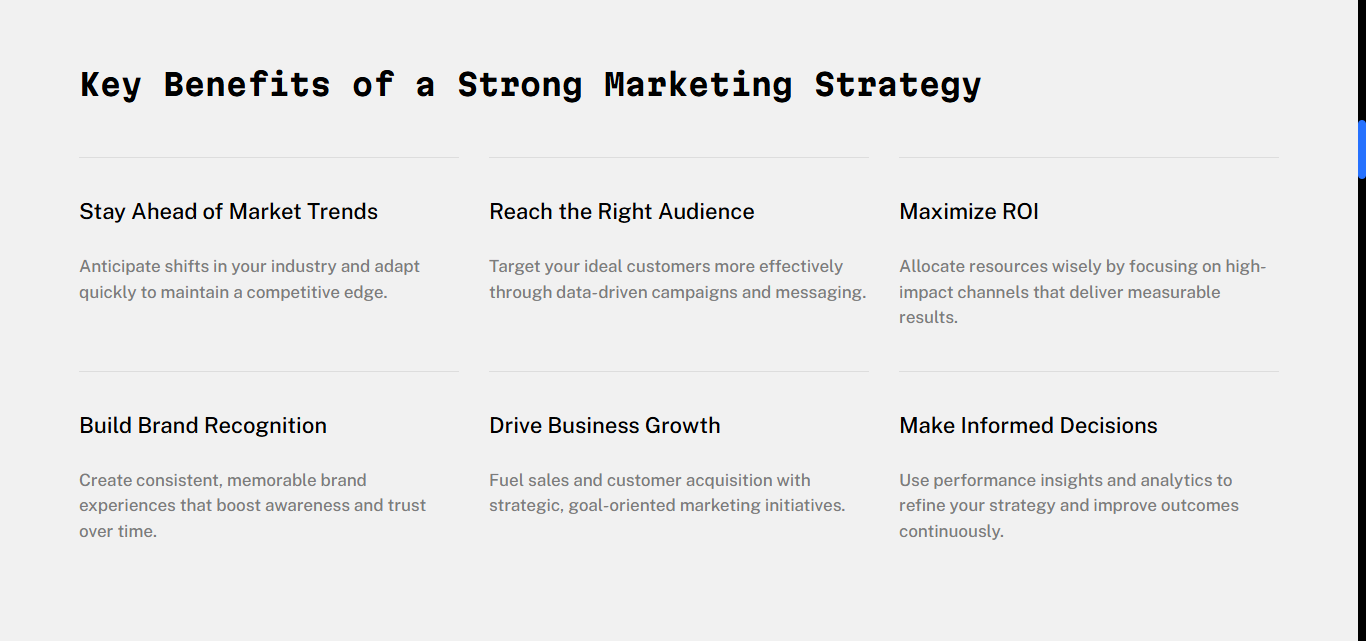 Key Benefits of a Strong Marketing Strategy
Stay Ahead of Market Trends
Anticipate shifts in your industry and adapt
quickly to maintain a competitive edge.
Reach the Right Audience
Target your ideal customers more effectively
through data-driven campaigns and messaging.
Maximize ROI
Allocate resources wisely by focusing on high-
impact channels that deliver measurable
results.
Build Brand Recognition
Create consistent, memorable brand
experiences that boost awareness and trust
over time.
Drive Business Growth
Fuel sales and customer acquisition with
strategic, goal-oriented marketing initiatives.
Make Informed Decisions
Use performance insights and analytics to
refine your strategy and improve outcomes
continuously.